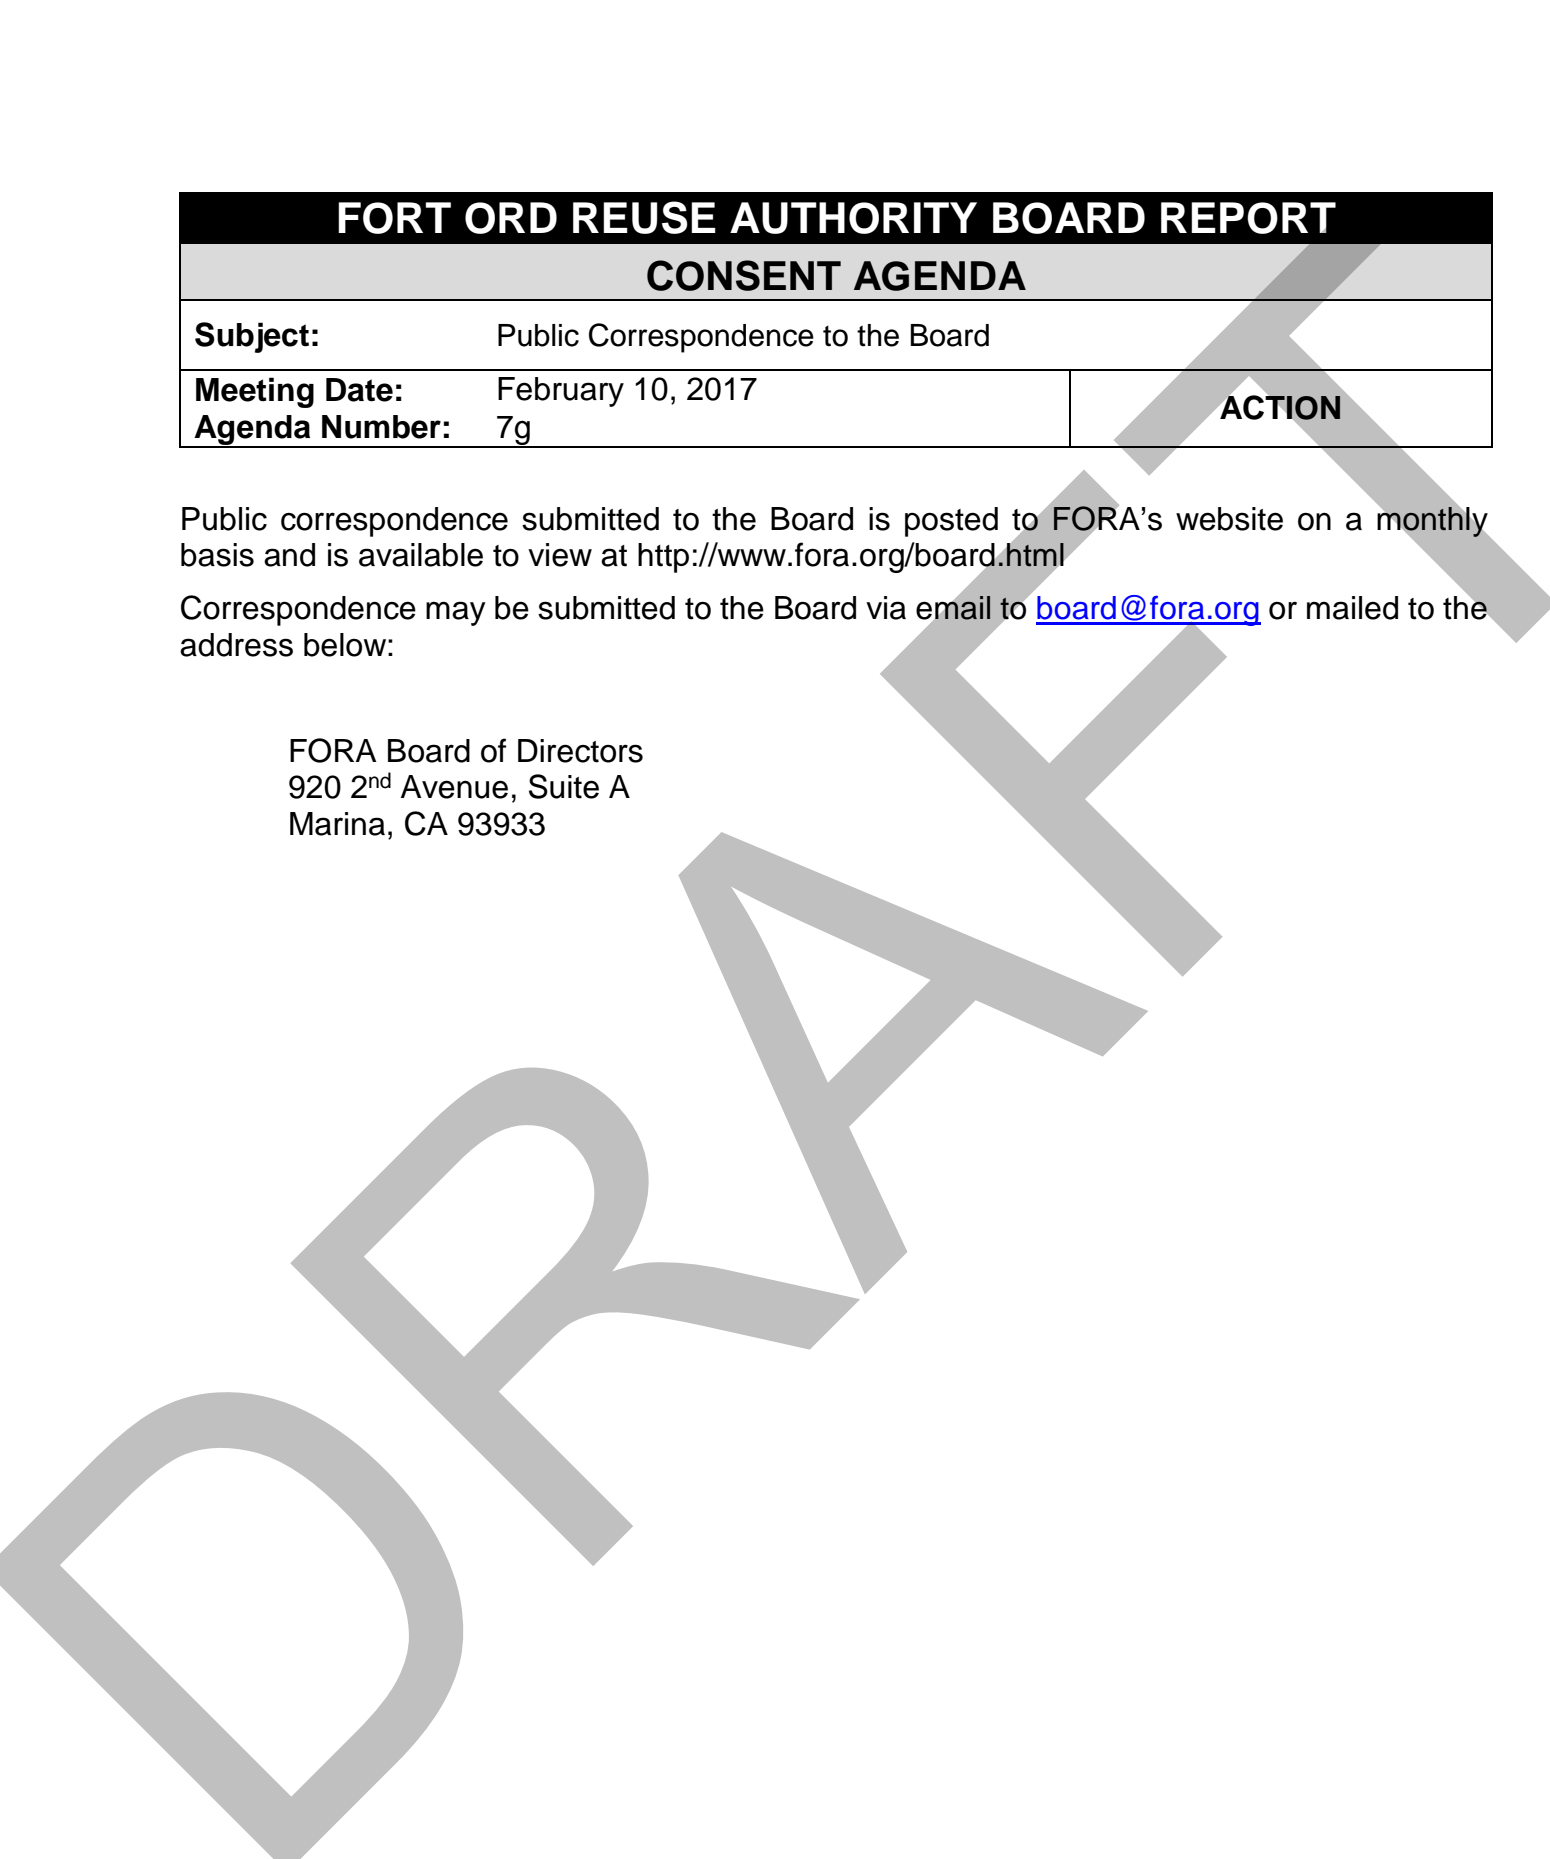 FORT ORD REUSE AUTHORITY BOARD REPORT
CONSENT AGENDA
Subject: Public Correspondence to the Board
Meeting Date: February 10, 2017
Agenda Number: 7g
ACTION
Public correspondence submitted to the Board is posted to FORA’s website on a monthly
basis and is available to view at http://www.fora.org/board.html
Correspondence may be submitted to the Board via email to board@fora.org or mailed to the
address below:
FORA Board of Directors
920 2nd Avenue, Suite A
Marina, CA 93933
DRAFT